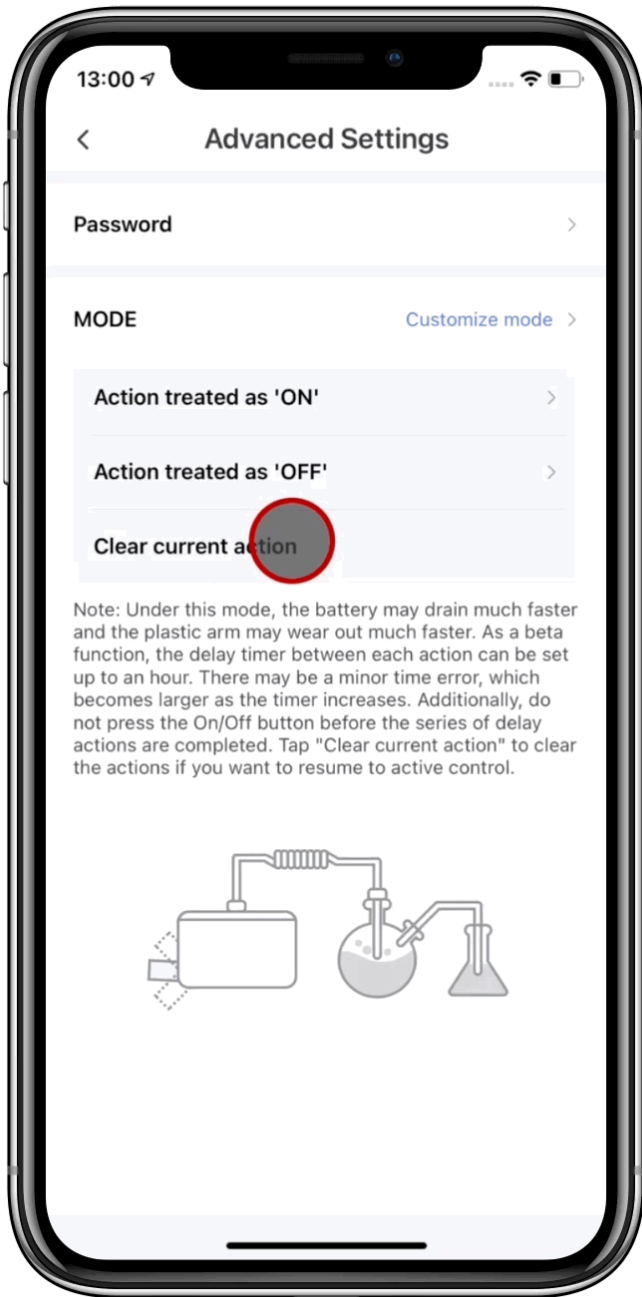 13:00
Advanced Settings
Password
MODE
Customize mode
Action treated as 'ON'
Action treated as 'OFF'
Clear current action
Note: Under this mode, the battery may drain much faster
and the plastic arm may wear out much faster. As a beta
function, the delay timer between each action can be set
up to an hour. There may be a minor time error, which
becomes larger as the timer increases. Additionally, do
not press the On/Off button before the series of delay
actions are completed. Tap "Clear current action" to clear
the actions if you want to resume to active control.